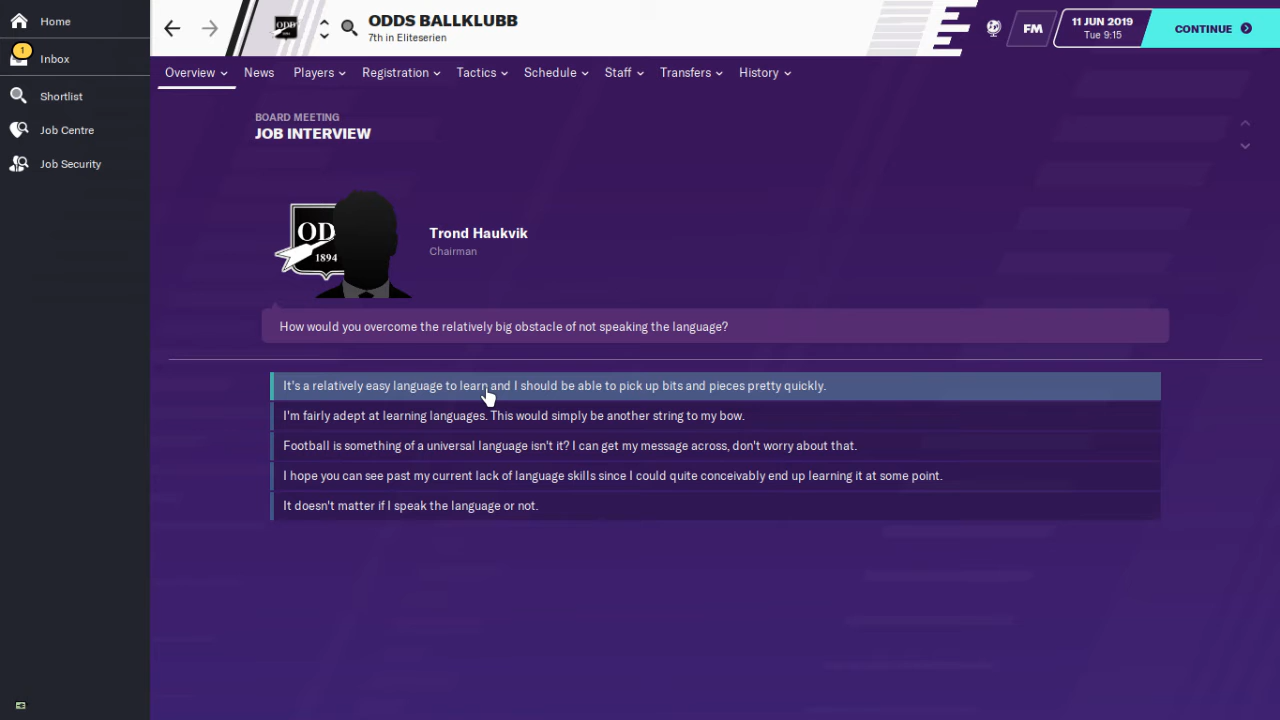 Home
1
Inbox
Shortlist
Job Centre
Job Security
ODD
ODDS BALLKLUBB
7th in Eliteserien
FM
11 JUN 2019
Tue 9:15
CONTINUE
Overview
News
Players
Registration
Tactics
Schedule
Staff
Transfers
History
BOARD MEETING
JOB INTERVIEW
OD
1894
Trond Haukvik
Chairman
How would you overcome the relatively big obstacle of not speaking the language?
It's a relatively easy language to learn and I should be able to pick up bits and pieces pretty quickly.
I'm fairly adept at learning languages. This would simply be another string to my bow.
Football is something of a universal language isn't it? I can get my message across, don't worry about that.
I hope you can see past my current lack of language skills since I could quite conceivably end up learning it at some point.
It doesn't matter if I speak the language or not.